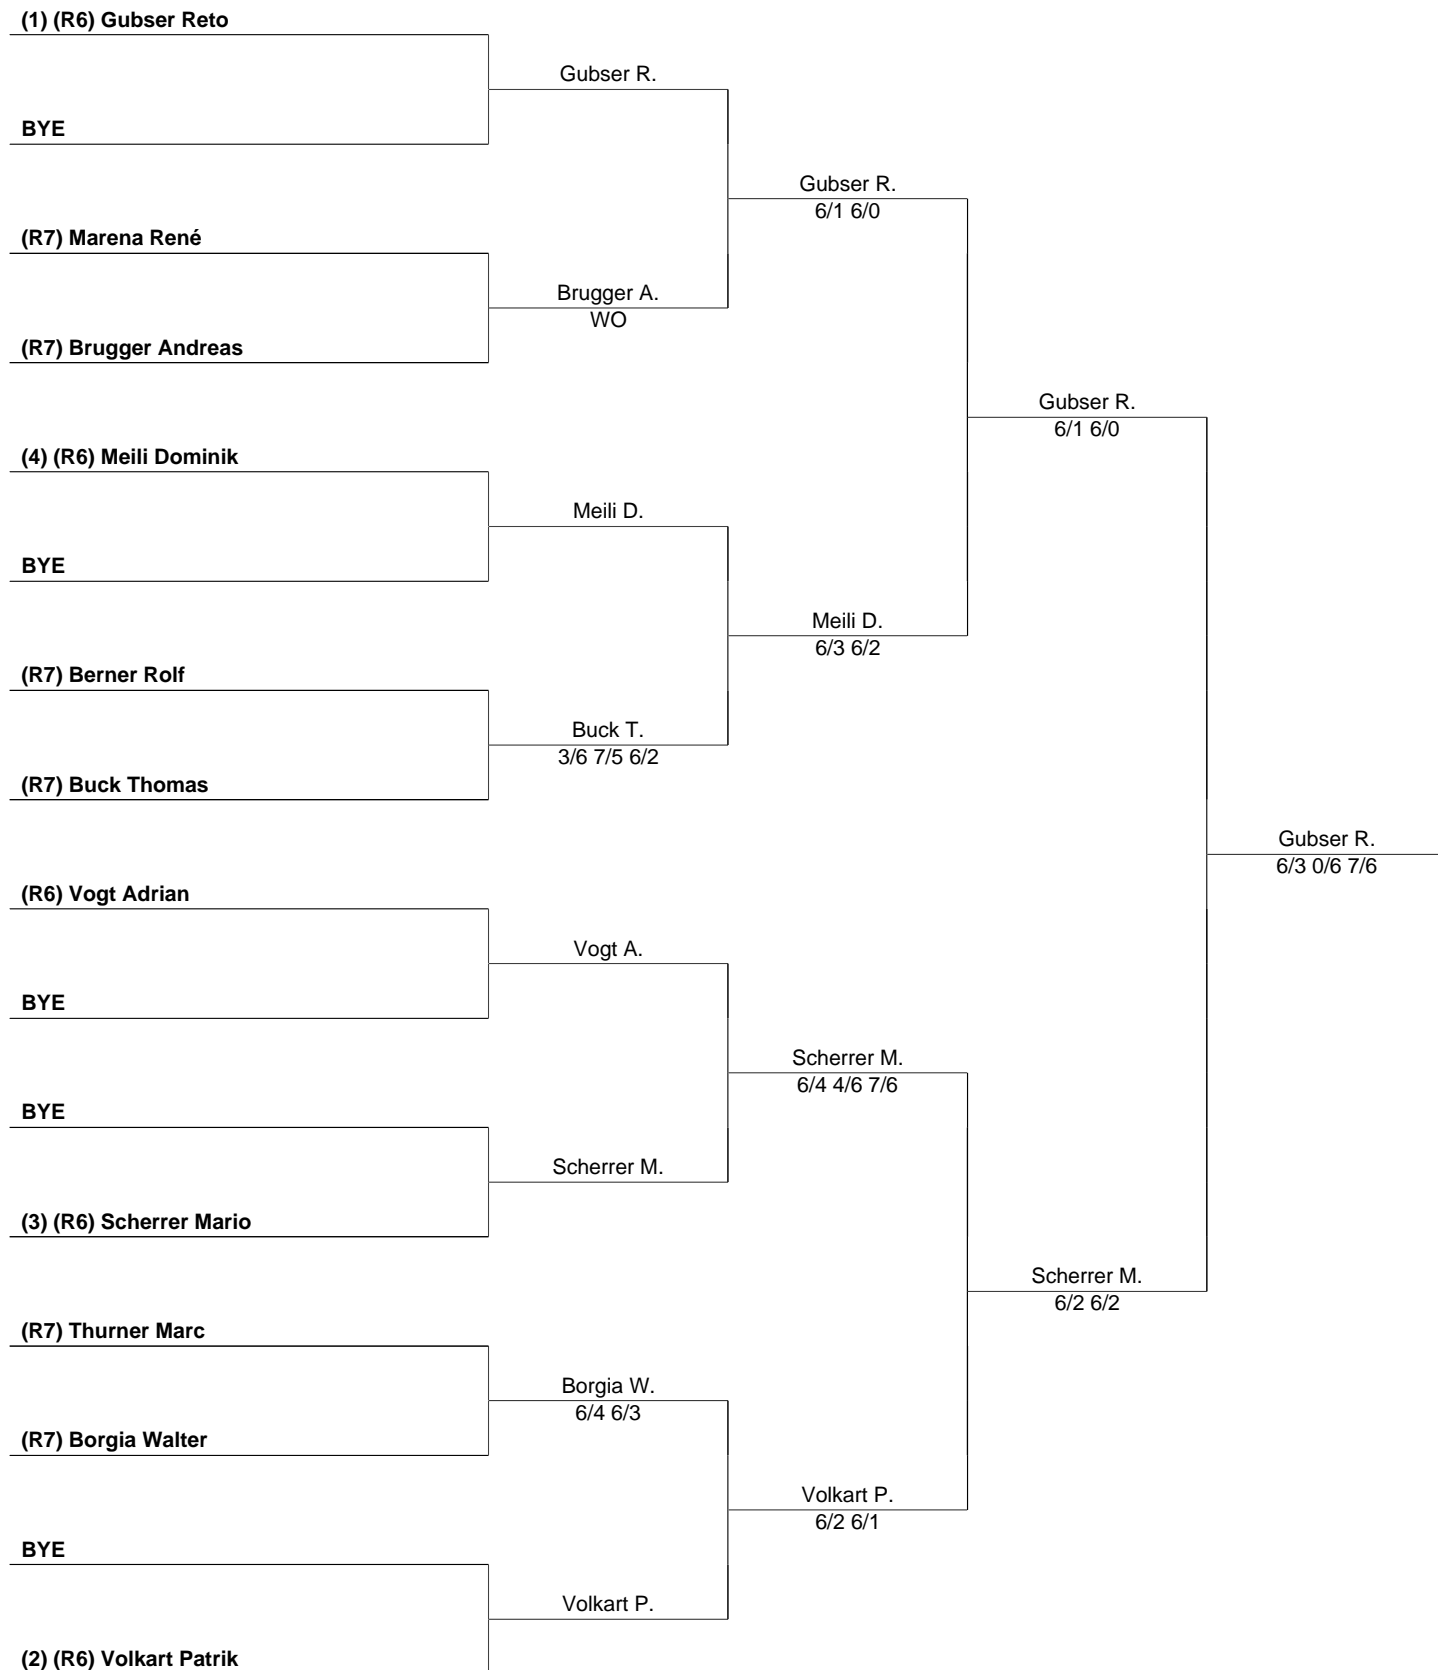 (1) (R6) Gubser Reto
Gubser R.
BYE
Gubser R.
6/1 6/0
(R7) Marena René
Brugger A.
WO
(R7) Brugger Andreas
Gubser R.
6/1 6/0
(4) (R6) Meili Dominik
Meili D.
BYE
Meili D.
6/3 6/2
(R7) Berner Rolf
Buck T.
3/6 7/5 6/2
(R7) Buck Thomas
Gubser R.
6/3 0/6 7/6
(R6) Vogt Adrian
Vogt A.
BYE
Scherrer M.
6/4 4/6 7/6
BYE
Scherrer M.
(3) (R6) Scherrer Mario
Scherrer M.
6/2 6/2
(R7) Thurner Marc
Borgia W.
6/4 6/3
(R7) Borgia Walter
Volkart P.
6/2 6/1
BYE
Volkart P.
(2) (R6) Volkart Patrik